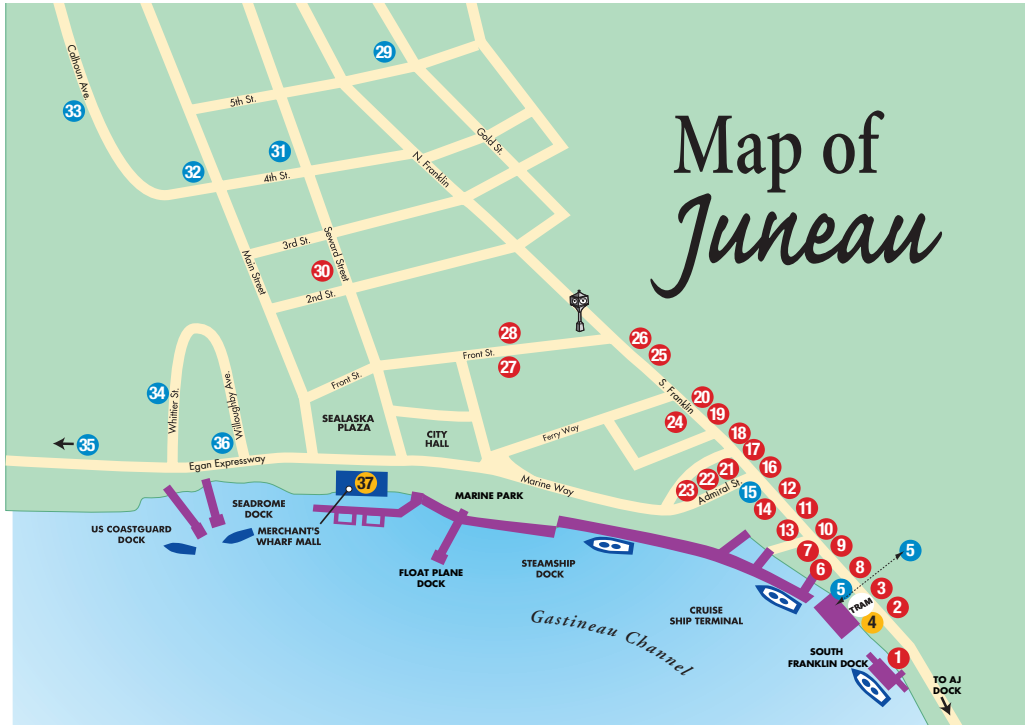 Map of
Juneau
29
Calhoun Ave.
33
5th St.
Gold St.
31
32
4th St.
N. Franklin
3rd St.
Seward Street
Main Street
30
2nd St.
28
Front St.
27
26
25
S. Franklin
Front St.
34
Whittier St.
Willoughby Ave.
SEALASKA
PLAZA
CITY
HALL
Ferry Way
24
20
19
18
17
16
35
36
Egan Expressway
37
Marine Way
MARINE PARK
23
22
21
Admiral St.
15
14
13
12
11
10
9
8
7
6
5
5
3
2
TRAM
4
1
SEADROME
DOCK
US COASTGUARD
DOCK
MERCHANT'S
WHARF MALL
FLOAT PLANE
DOCK
STEAMSHIP
DOCK
CRUISE
SHIP TERMINAL
Gastineau Channel
SOUTH
FRANKLIN DOCK
TO AJ
DOCK